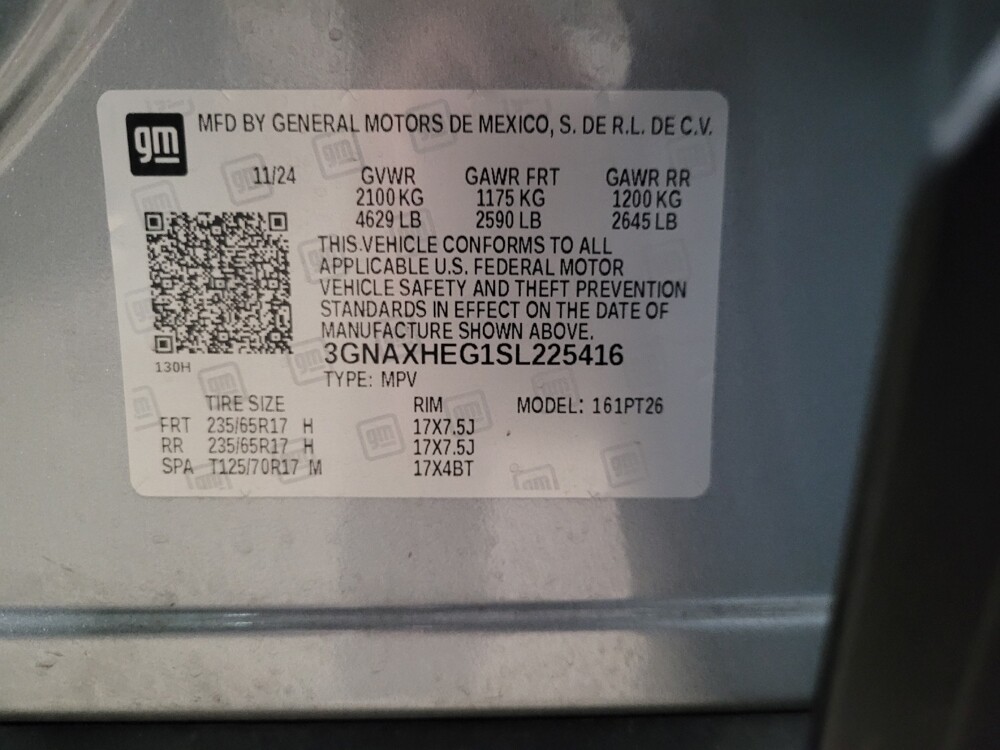 gm MFD BY GENERAL MOTORS DE MEXICO, S. DE R.L. DE C.V.
11/24 GVWR GAWR FRT GAWR RR
2100 KG 1175 KG 1200 KG
4629 LB 2590 LB 2645 LB
THIS VEHICLE CONFORMS TO ALL
APPLICABLE U.S. FEDERAL MOTOR
VEHICLE SAFETY AND THEFT PREVENTION
STANDARDS IN EFFECT ON THE DATE OF
MANUFACTURE SHOWN ABOVE.
3GNAXHEG1SL225416
130H
TYPE: MPV
TIRE SIZE RIM MODEL: 161PT26
FRT 235/65R17 H 17X7.5J
RR 235/65R17 H 17X7.5J
SPA T125/70R17 M 17X4BT